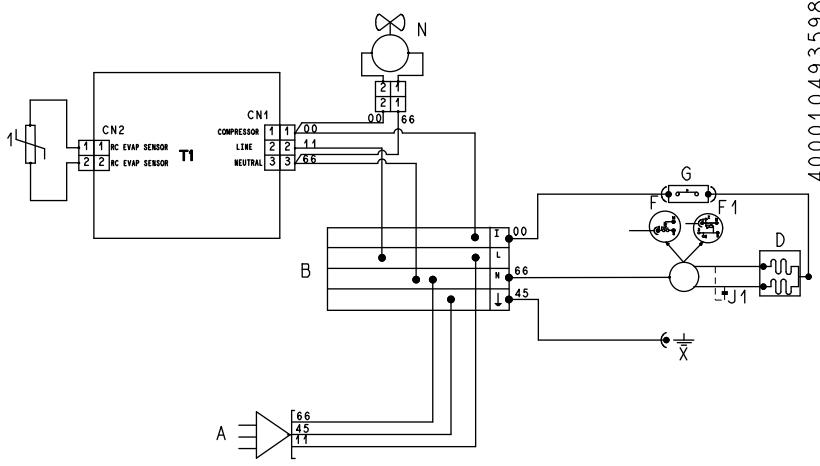 N
400010493598
2 1
2 1
00 66
CN1
CN2
COMPRESSOR 1 1 00
LINE 2 2 11
NEUTRAL 3 3 66
1
1 1 RC EVAP SENSOR
2 2 RC EVAP SENSOR
T1
G
F F1
D
J1
B
I 00
L
N 66
45
X
A
66
45
11